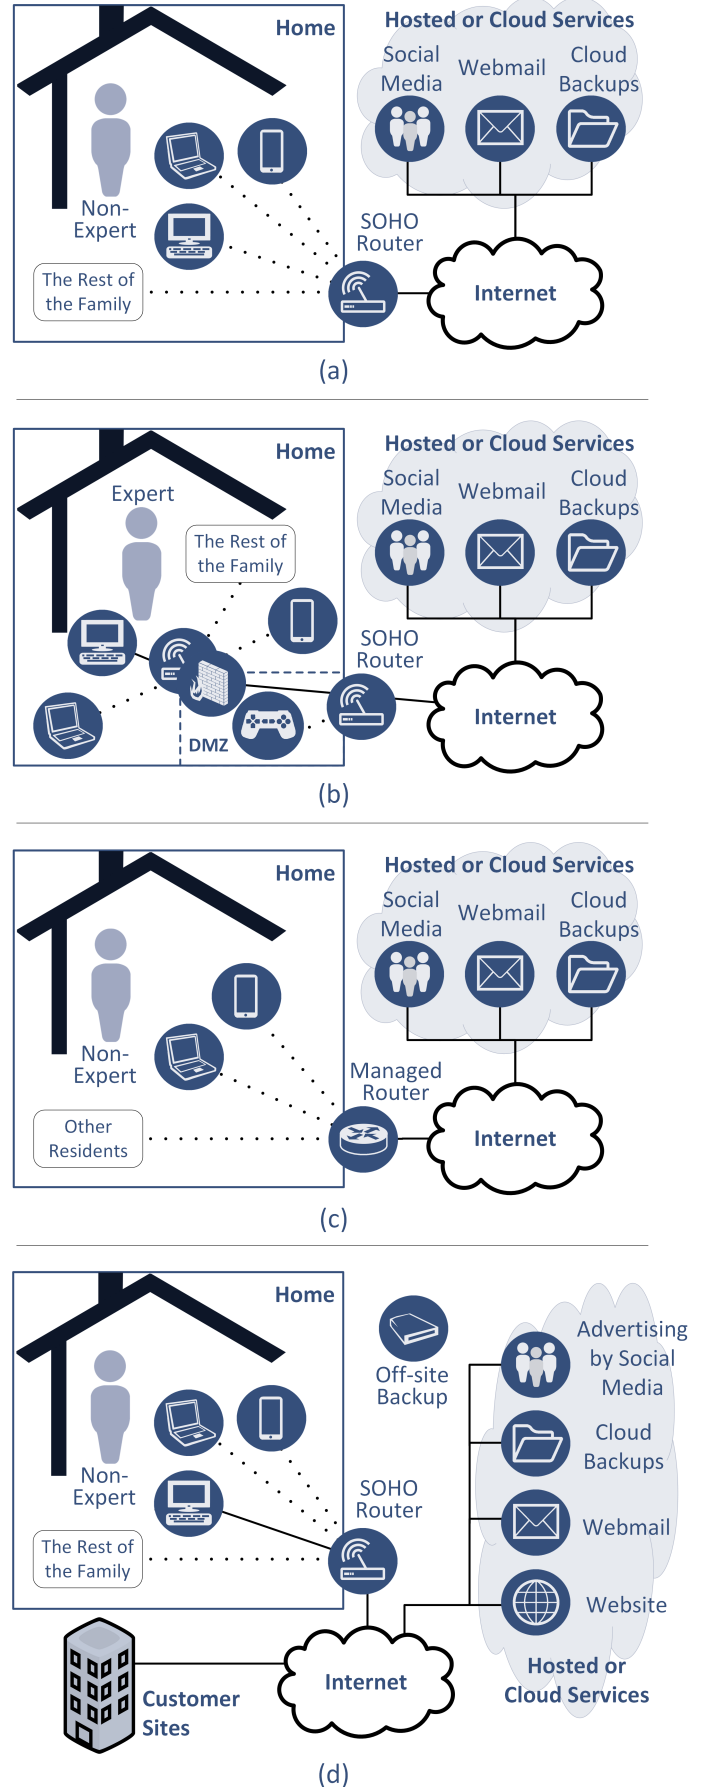 Home
Hosted or Cloud Services
Social
Media
Webmail
Cloud
Backups
Non-
Expert
SOHO
Router
The Rest of
the Family
Internet
(a)
Home
Hosted or Cloud Services
Social
Media
Webmail
Cloud
Backups
Expert
The Rest of
the Family
SOHO
Router
Internet
DMZ
(b)
Home
Hosted or Cloud Services
Social
Media
Webmail
Cloud
Backups
Non-
Expert
Managed
Router
Other
Residents
Internet
(c)
Home
Off-site
Backup
Advertising
by Social
Media
Cloud
Backups
Webmail
Website
Hosted or
Cloud Services
Non-
Expert
SOHO
Router
The Rest of
the Family
Internet
Customer
Sites
(d)